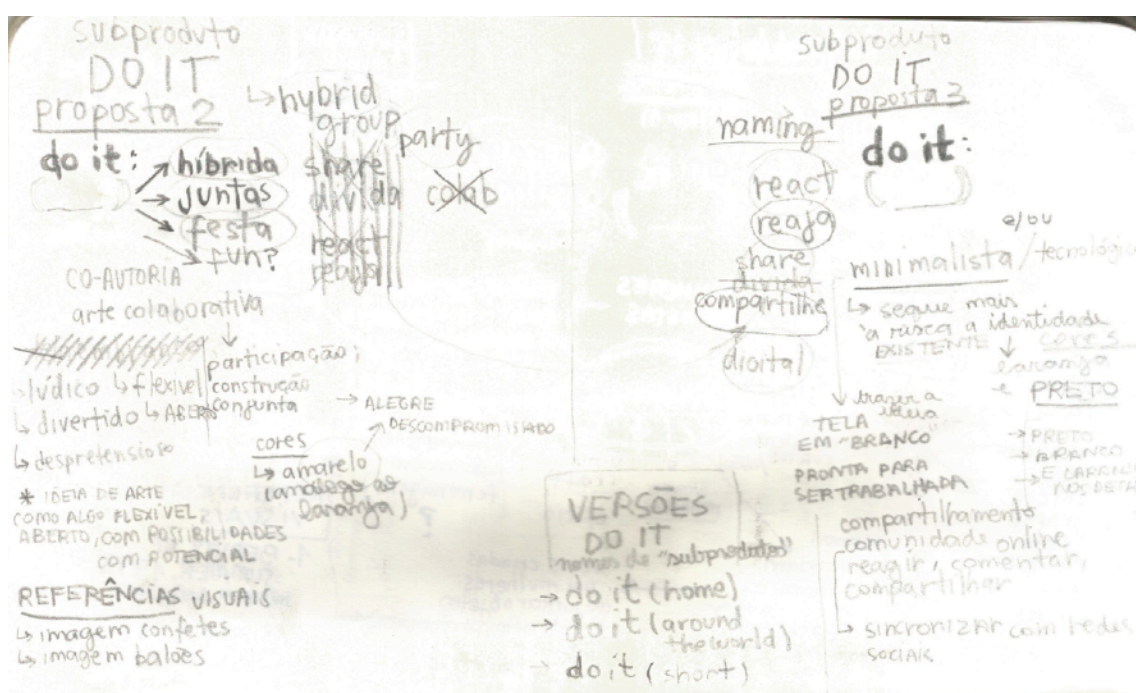 subproduto
DO IT
proposta 2
do it:
híbrida
juntas
festa
fun?
↳ hybrid
group
party
share
divida
colab
react
reaja
CO-AUTORIA
arte colaborativa
participação,
construção
conjunta
lúdico ↳ flexível
↳ divertido ↳ ABERTO
↳ despretensioso
cores
↳ amarelo
(análogo ao
laranja)
→ ALEGRE
DESCOMPROMISSADO
* IDEIA DE ARTE
COMO ALGO FLEXÍVEL,
ABERTO, COM POSSIBILIDADES
COM POTENCIAL
REFERÊNCIAS VISUAIS
↳ imagem confetes
↳ imagem balões
VERSÕES
DO IT
nomes de "subprodutos"
→ do it (home)
→ do it (around
the world)
→ do it (short)
subproduto
DO IT
proposta 3
naming
do it:
react
reaja
share
divida
compartilhe
digital
e/ou
minimalista / tecnológic
↳ segue mais
à risca a identidade
EXISTENTE
cores
laranja
e PRETO
→ PRETO
→ BRANCO
→ E LARANJ
NOS DETA
trazer a
ideia
TELA
EM "BRANCO"
PRONTA PARA
SER TRABALHADA
compartilhamento
comunidade online
reagir, comentar,
compartilhar
↳ sincronizar com redes
sociais